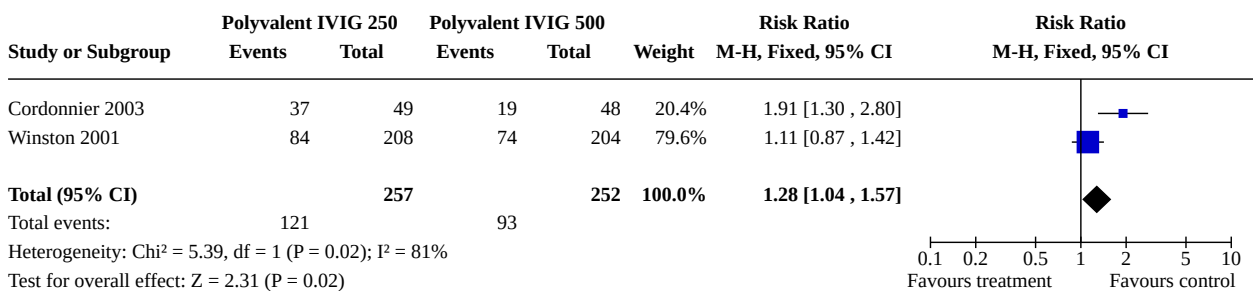 Polyvalent IVIG 250 Polyvalent IVIG 500 Risk Ratio Risk Ratio
Study or Subgroup Events Total Events Total Weight M-H, Fixed, 95% CI M-H, Fixed, 95% CI
Cordonnier 2003 37 49 19 48 20.4% 1.91 [1.30 , 2.80]
Winston 2001 84 208 74 204 79.6% 1.11 [0.87 , 1.42]
Total (95% CI) 257 252 100.0% 1.28 [1.04 , 1.57]
Total events: 121 93
Heterogeneity: Chi² = 5.39, df = 1 (P = 0.02); I² = 81%
0.1 0.2 0.5 1 2 5 10
Test for overall effect: Z = 2.31 (P = 0.02) Favours treatment Favours control